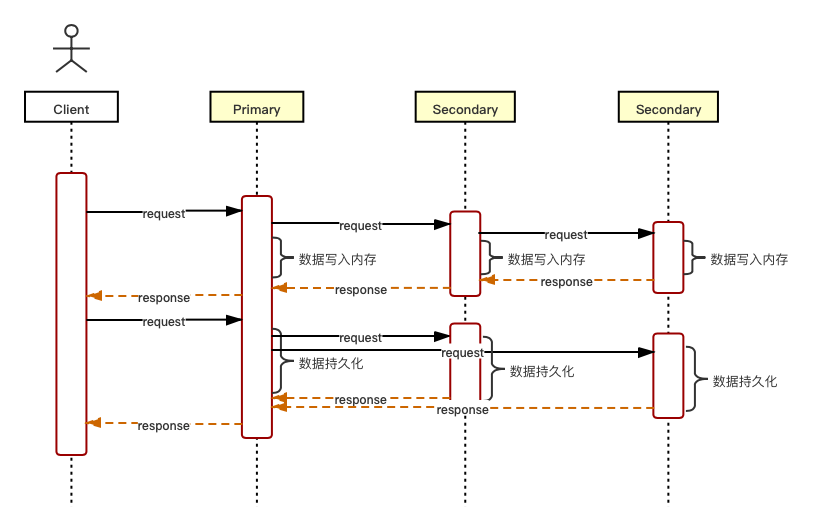 Client
Primary
Secondary
Secondary
request
request
request
数据写入内存
数据写入内存
数据写入内存
response
response
response
request
request
request
数据持久化
数据持久化
数据持久化
response
response
response